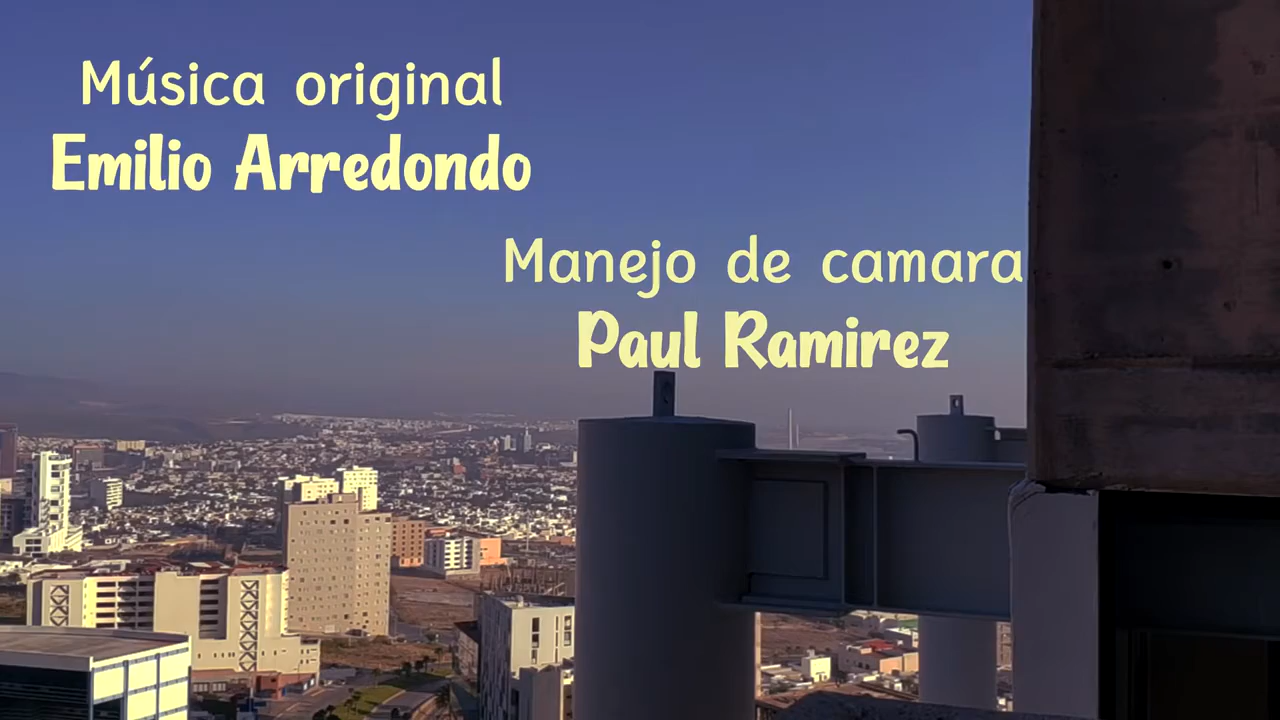 Música original
Emilio Arredondo
Manejo de camara
Paul Ramirez